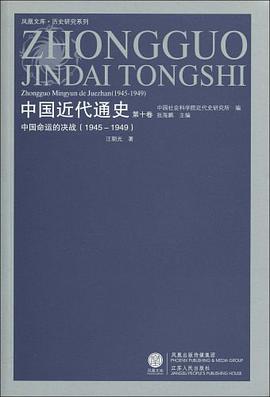 凤凰文库·历史研究系列
ZHONGGUO
JINDAI TONGSHI
Zhongguo Mingyun de Juezhan(1945-1949)
中国近代通史 第十卷
中国社会科学院近代史研究所 编
张海鹏 主编
中国命运的决战(1945-1949)
汪朝光 著
凤凰文库
凤凰出版传媒集团
PHOENIX PUBLISHING & MEDIA GROUP
江苏人民出版社
JIANGSU PEOPLE'S PUBLISHING HOUSE